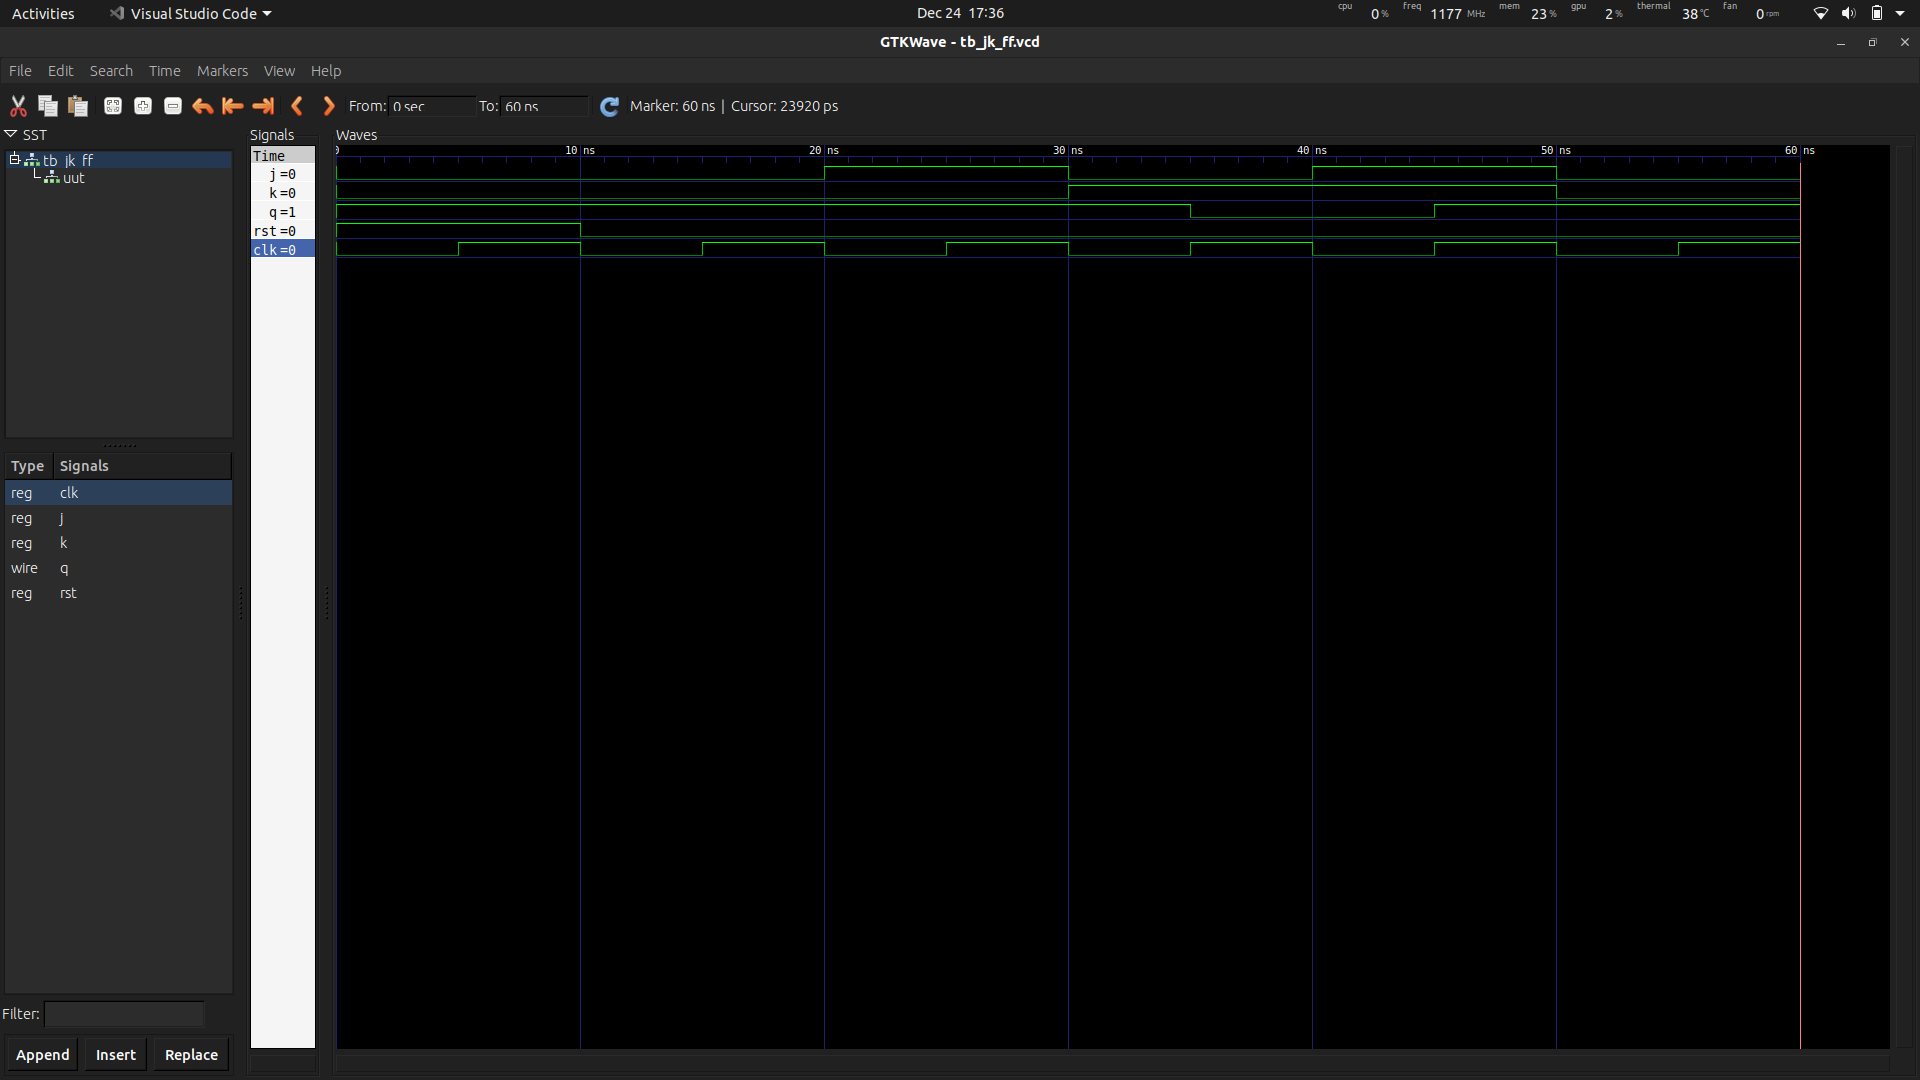 Activities Visual Studio Code Dec 24 17:36 cpu 0 % freq 1177 MHz mem 23 % gpu 2 % thermal 38 °C fan 0 rpm
GTKWave - tb_jk_ff.vcd
File Edit Search Time Markers View Help
From: 0 sec To: 60 ns Marker: 60 ns | Cursor: 23920 ps
SST
Signals
Waves
tb_jk_ff
uut
Time
j =0
k =0
q =1
rst =0
clk =0
0 10 ns 20 ns 30 ns 40 ns 50 ns 60 ns
Type Signals
reg clk
reg j
reg k
wire q
reg rst
Filter:
Append Insert Replace